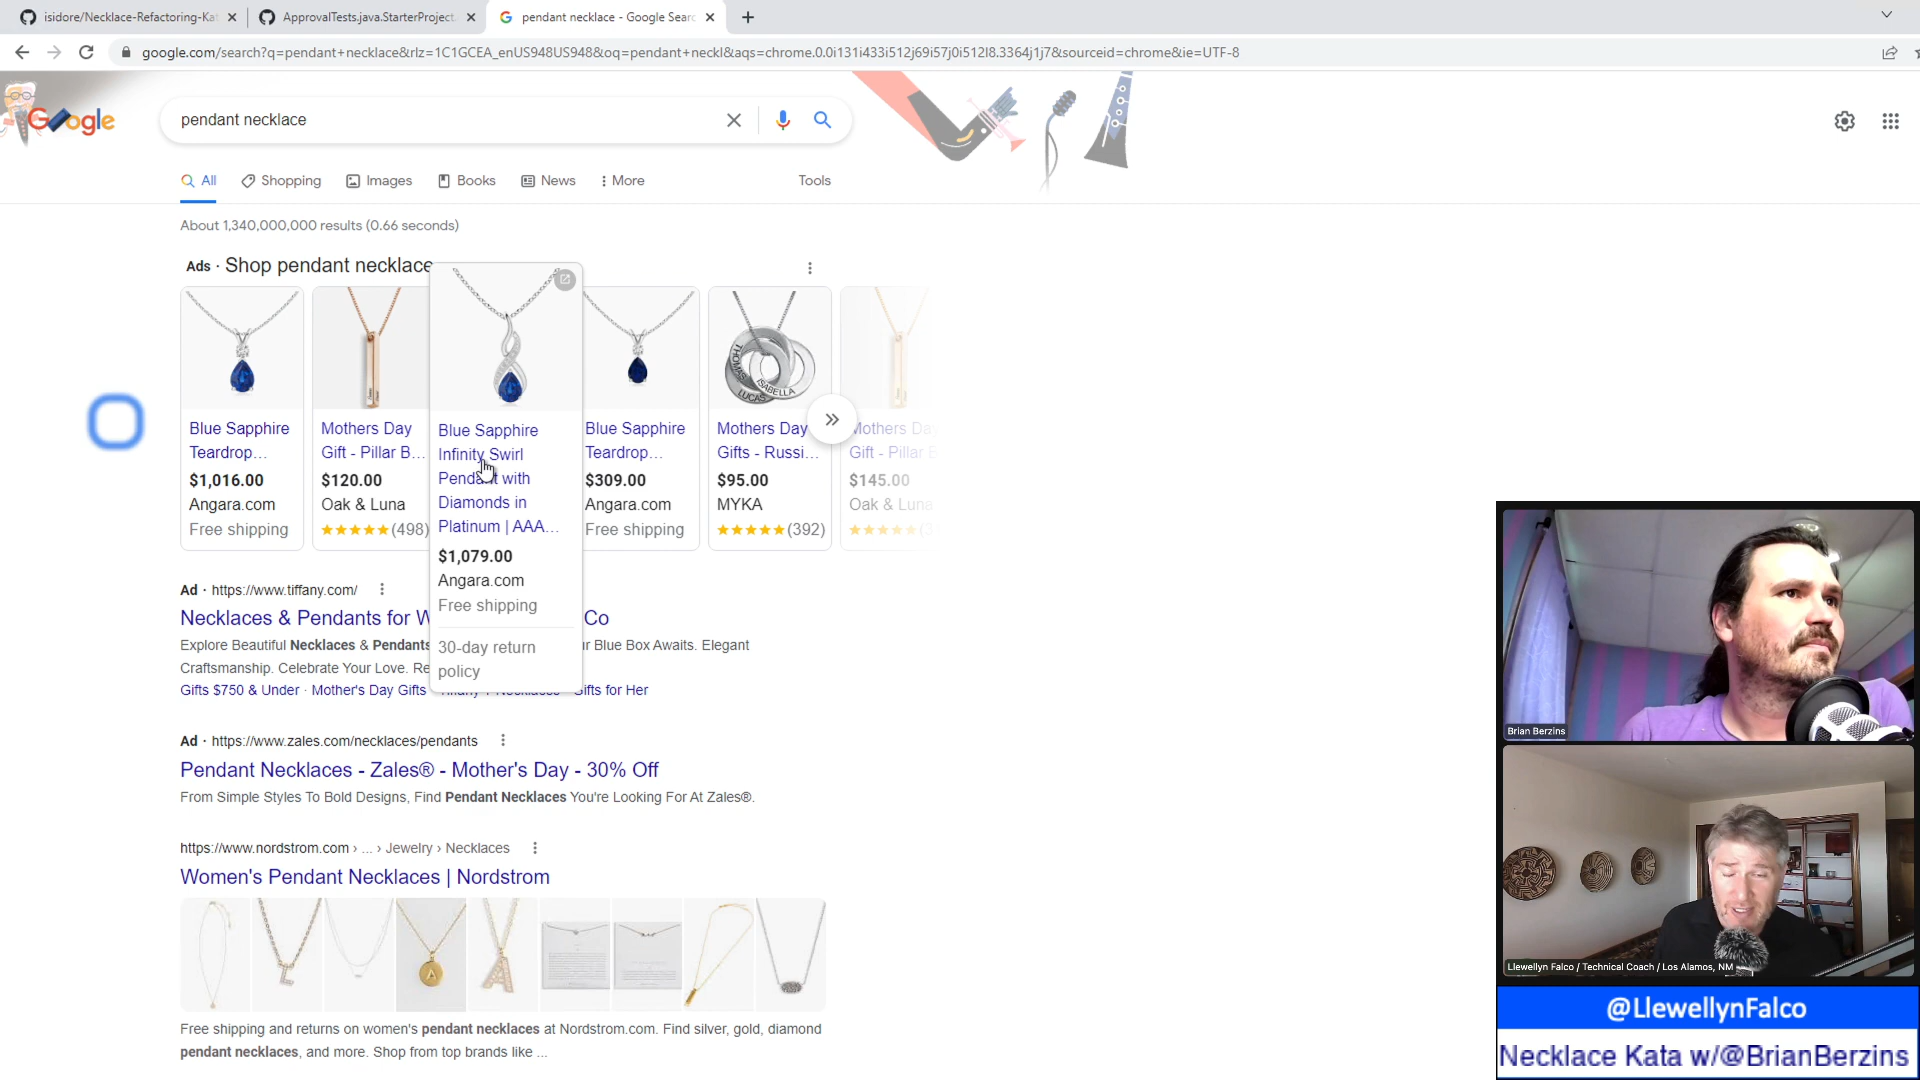 isidore/Necklace-Refactoring-Kat
ApprovalTests.java.StarterProject
pendant necklace - Google Sear
google.com/search?q=pendant+necklace&rlz=1C1GCEA_enUS948US948&oq=pendant+neckl&aqs=chrome.0.0i131i433i512j69i57j0i512l8.3364j1j7&sourceid=chrome&ie=UTF-8
Google
pendant necklace
All
Shopping
Images
Books
News
More
Tools
About 1,340,000,000 results (0.66 seconds)
Ads · Shop pendant necklace
Blue Sapphire
Teardrop...
$1,016.00
Angara.com
Free shipping
Mothers Day
Gift - Pillar B...
$120.00
Oak & Luna
(498)
Blue Sapphire
Infinity Swirl
Pendant with
Diamonds in
Platinum | AAA...
$1,079.00
Angara.com
Free shipping
30-day return
policy
Blue Sapphire
Teardrop...
$309.00
Angara.com
Free shipping
THOMAS
ISABELLA
LUCAS
Mothers Day
Gifts - Russi...
$95.00
MYKA
(392)
Mothers Da
Gift - Pillar B
$145.00
Oak & Luna
Ad · https://www.tiffany.com/
Necklaces & Pendants for W
Co
Explore Beautiful Necklaces & Pendants
ur Blue Box Awaits. Elegant
Craftsmanship. Celebrate Your Love. Re
Gifts $750 & Under · Mother's Day Gifts
Gifts for Her
Ad · https://www.zales.com/necklaces/pendants
Pendant Necklaces - Zales® - Mother's Day - 30% Off
From Simple Styles To Bold Designs, Find Pendant Necklaces You're Looking For At Zales®.
https://www.nordstrom.com › ... › Jewelry › Necklaces
Women's Pendant Necklaces | Nordstrom
L
A
A
Free shipping and returns on women's pendant necklaces at Nordstrom.com. Find silver, gold, diamond
pendant necklaces, and more. Shop from top brands like ...
Brian Berzins
Llewellyn Falco / Technical Coach / Los Alamos, NM
@LlewellynFalco
Necklace Kata w/@BrianBerzins